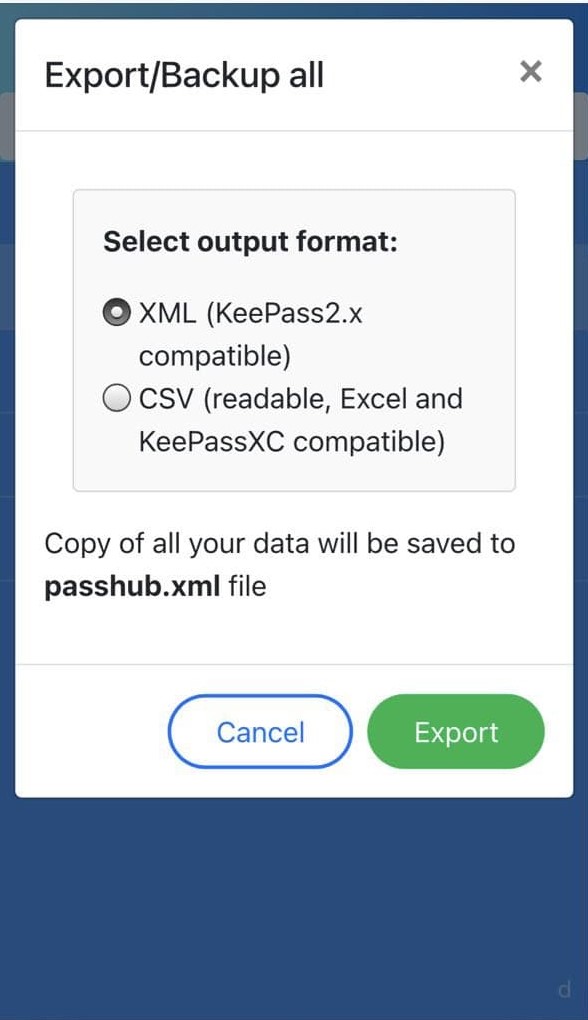 Export/Backup all
×
Select output format:
XML (KeePass2.x
compatible)
CSV (readable, Excel and
KeePassXC compatible)
Copy of all your data will be saved to
passhub.xml file
Cancel
Export
d